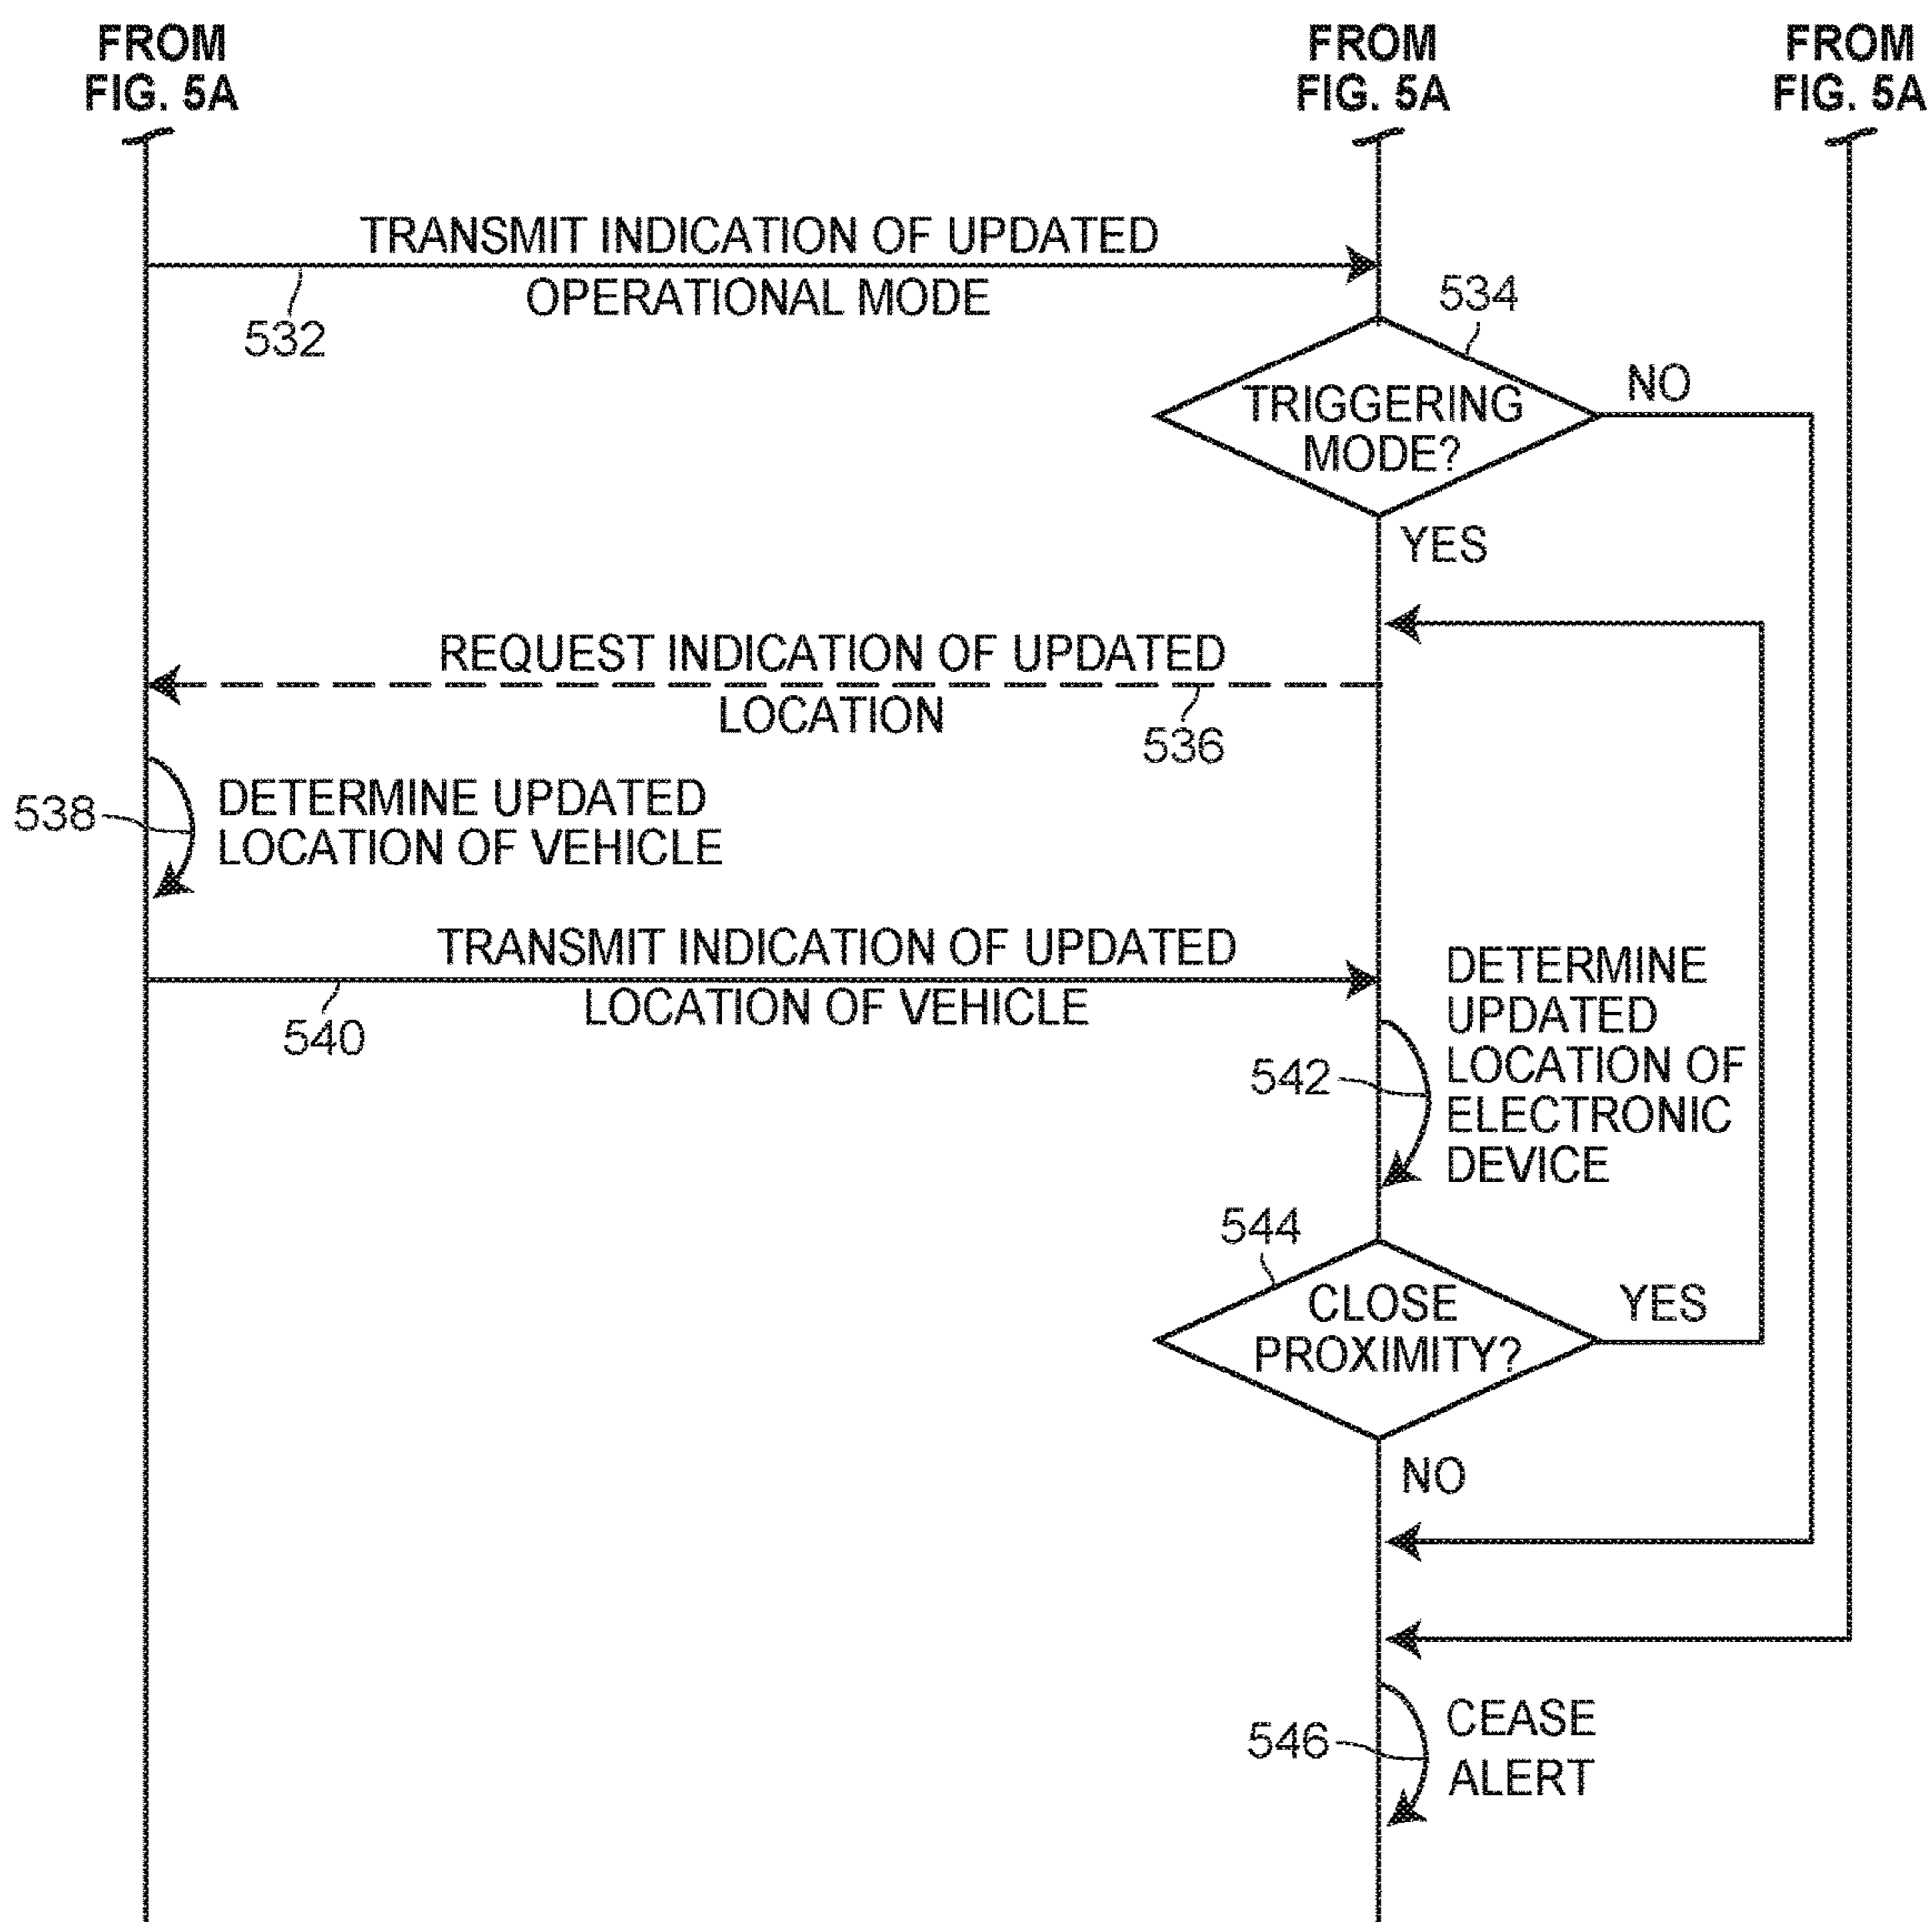 FROM
FIG. 5A
FROM
FIG. 5A
FROM
FIG. 5A
TRANSMIT INDICATION OF UPDATED
OPERATIONAL MODE
532
534
TRIGGERING
MODE?
NO
YES
REQUEST INDICATION OF UPDATED
LOCATION
536
538
DETERMINE UPDATED
LOCATION OF VEHICLE
TRANSMIT INDICATION OF UPDATED
LOCATION OF VEHICLE
540
542
DETERMINE
UPDATED
LOCATION OF
ELECTRONIC
DEVICE
544
CLOSE
PROXIMITY?
YES
NO
546
CEASE
ALERT